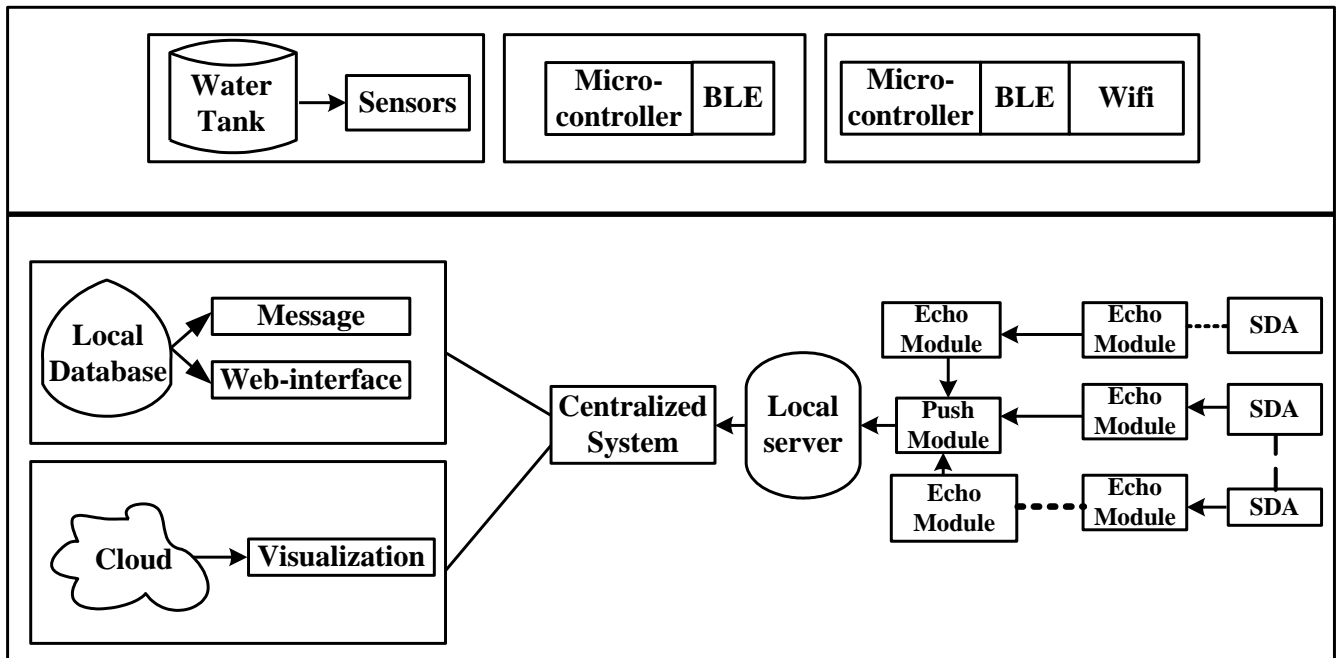 Water
Tank
Sensors
Micro-
controller
BLE
Micro-
controller
BLE
Wifi
Local
Database
Message
Web-interface
Cloud
Visualization
Centralized
System
Local
server
Echo
Module
Echo
Module
SDA
Push
Module
Echo
Module
SDA
Echo
Module
Echo
Module
SDA